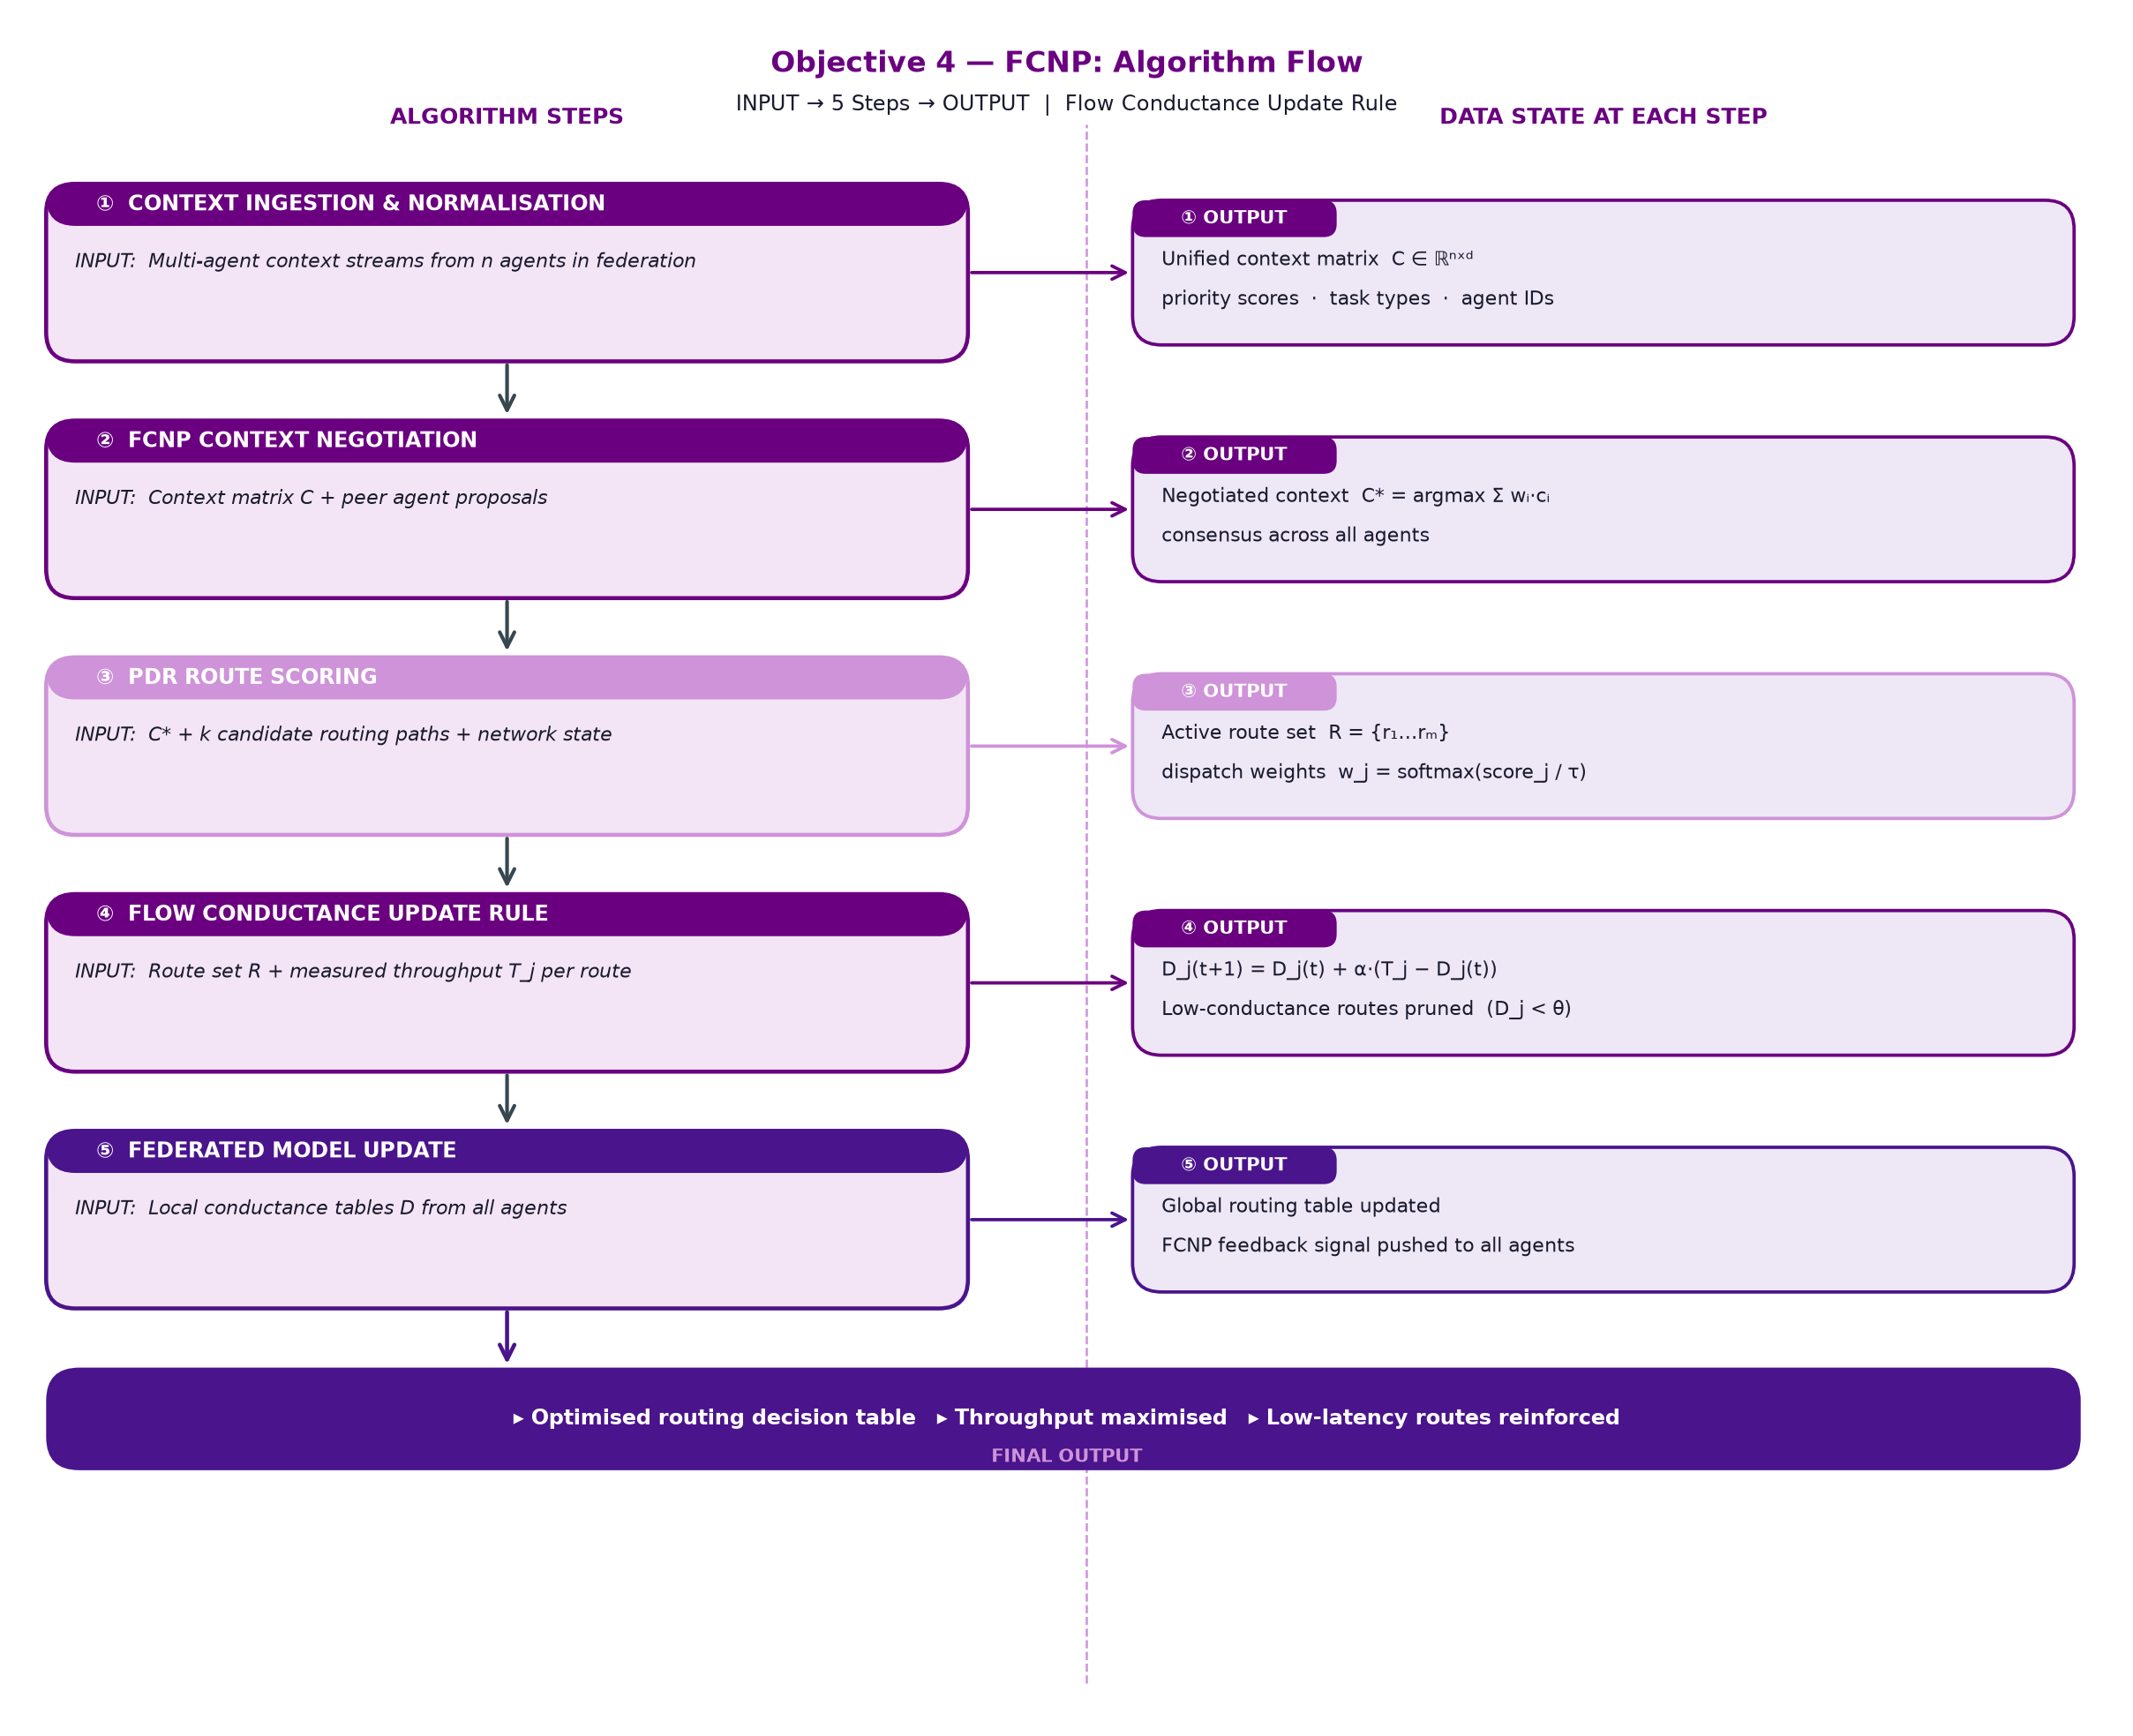 Objective 4 — FCNP: Algorithm Flow
INPUT → 5 Steps → OUTPUT | Flow Conductance Update Rule
ALGORITHM STEPS
DATA STATE AT EACH STEP
① CONTEXT INGESTION & NORMALISATION
INPUT: Multi-agent context streams from n agents in federation
① OUTPUT
Unified context matrix C ∈ ℝⁿˣᵈ
priority scores · task types · agent IDs
② FCNP CONTEXT NEGOTIATION
INPUT: Context matrix C + peer agent proposals
② OUTPUT
Negotiated context C* = argmax Σ wᵢ·cᵢ
consensus across all agents
③ PDR ROUTE SCORING
INPUT: C* + k candidate routing paths + network state
③ OUTPUT
Active route set R = {r₁…rₘ}
dispatch weights w_j = softmax(score_j / τ)
④ FLOW CONDUCTANCE UPDATE RULE
INPUT: Route set R + measured throughput T_j per route
④ OUTPUT
D_j(t+1) = D_j(t) + α·(T_j − D_j(t))
Low-conductance routes pruned (D_j < θ)
⑤ FEDERATED MODEL UPDATE
INPUT: Local conductance tables D from all agents
⑤ OUTPUT
Global routing table updated
FCNP feedback signal pushed to all agents
▸ Optimised routing decision table ▸ Throughput maximised ▸ Low-latency routes reinforced
FINAL OUTPUT